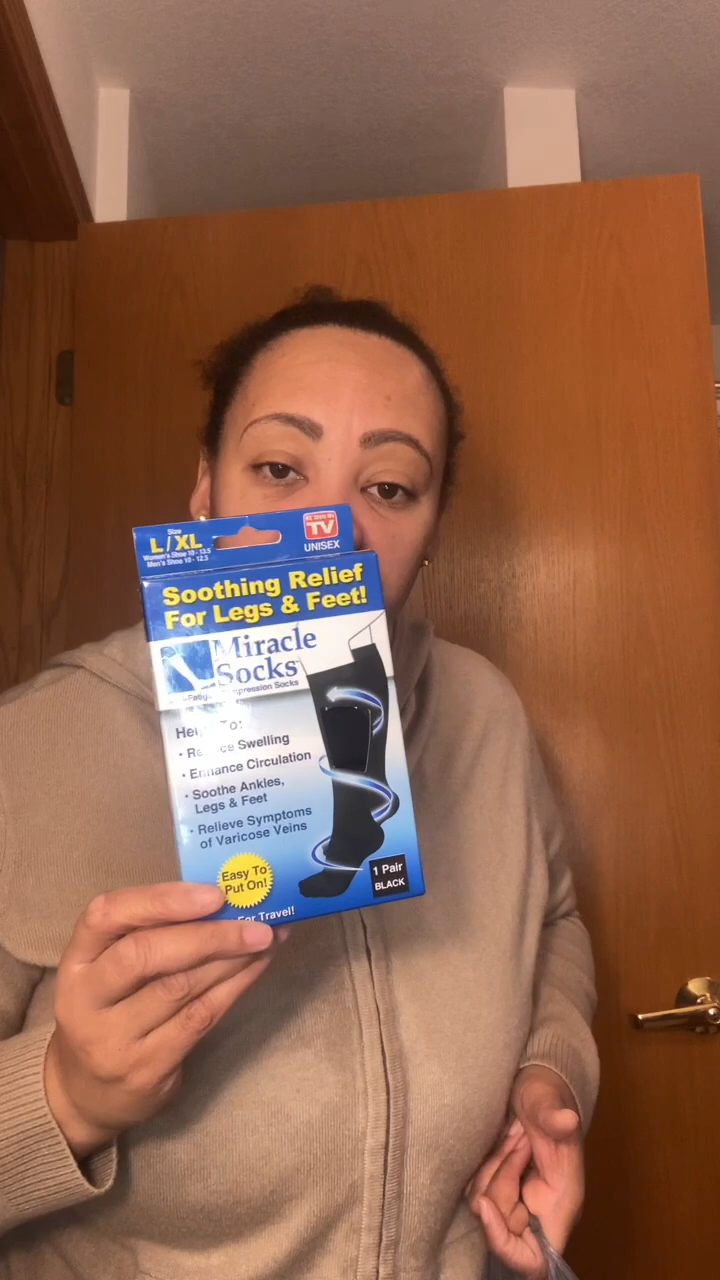 Size
L/XL
Women's Shoe 10 - 13.5
Men's Shoe 10 - 12.5
AS SEEN ON
TV
UNISEX
Soothing Relief
For Legs & Feet!
Miracle
Socks
Compression Socks
To:
• Swelling
• Enhance Circulation
• Soothe Ankles,
Legs & Feet
• Relieve Symptoms
of Varicose Veins
Easy To
Put On!
For Travel!
1 Pair
BLACK